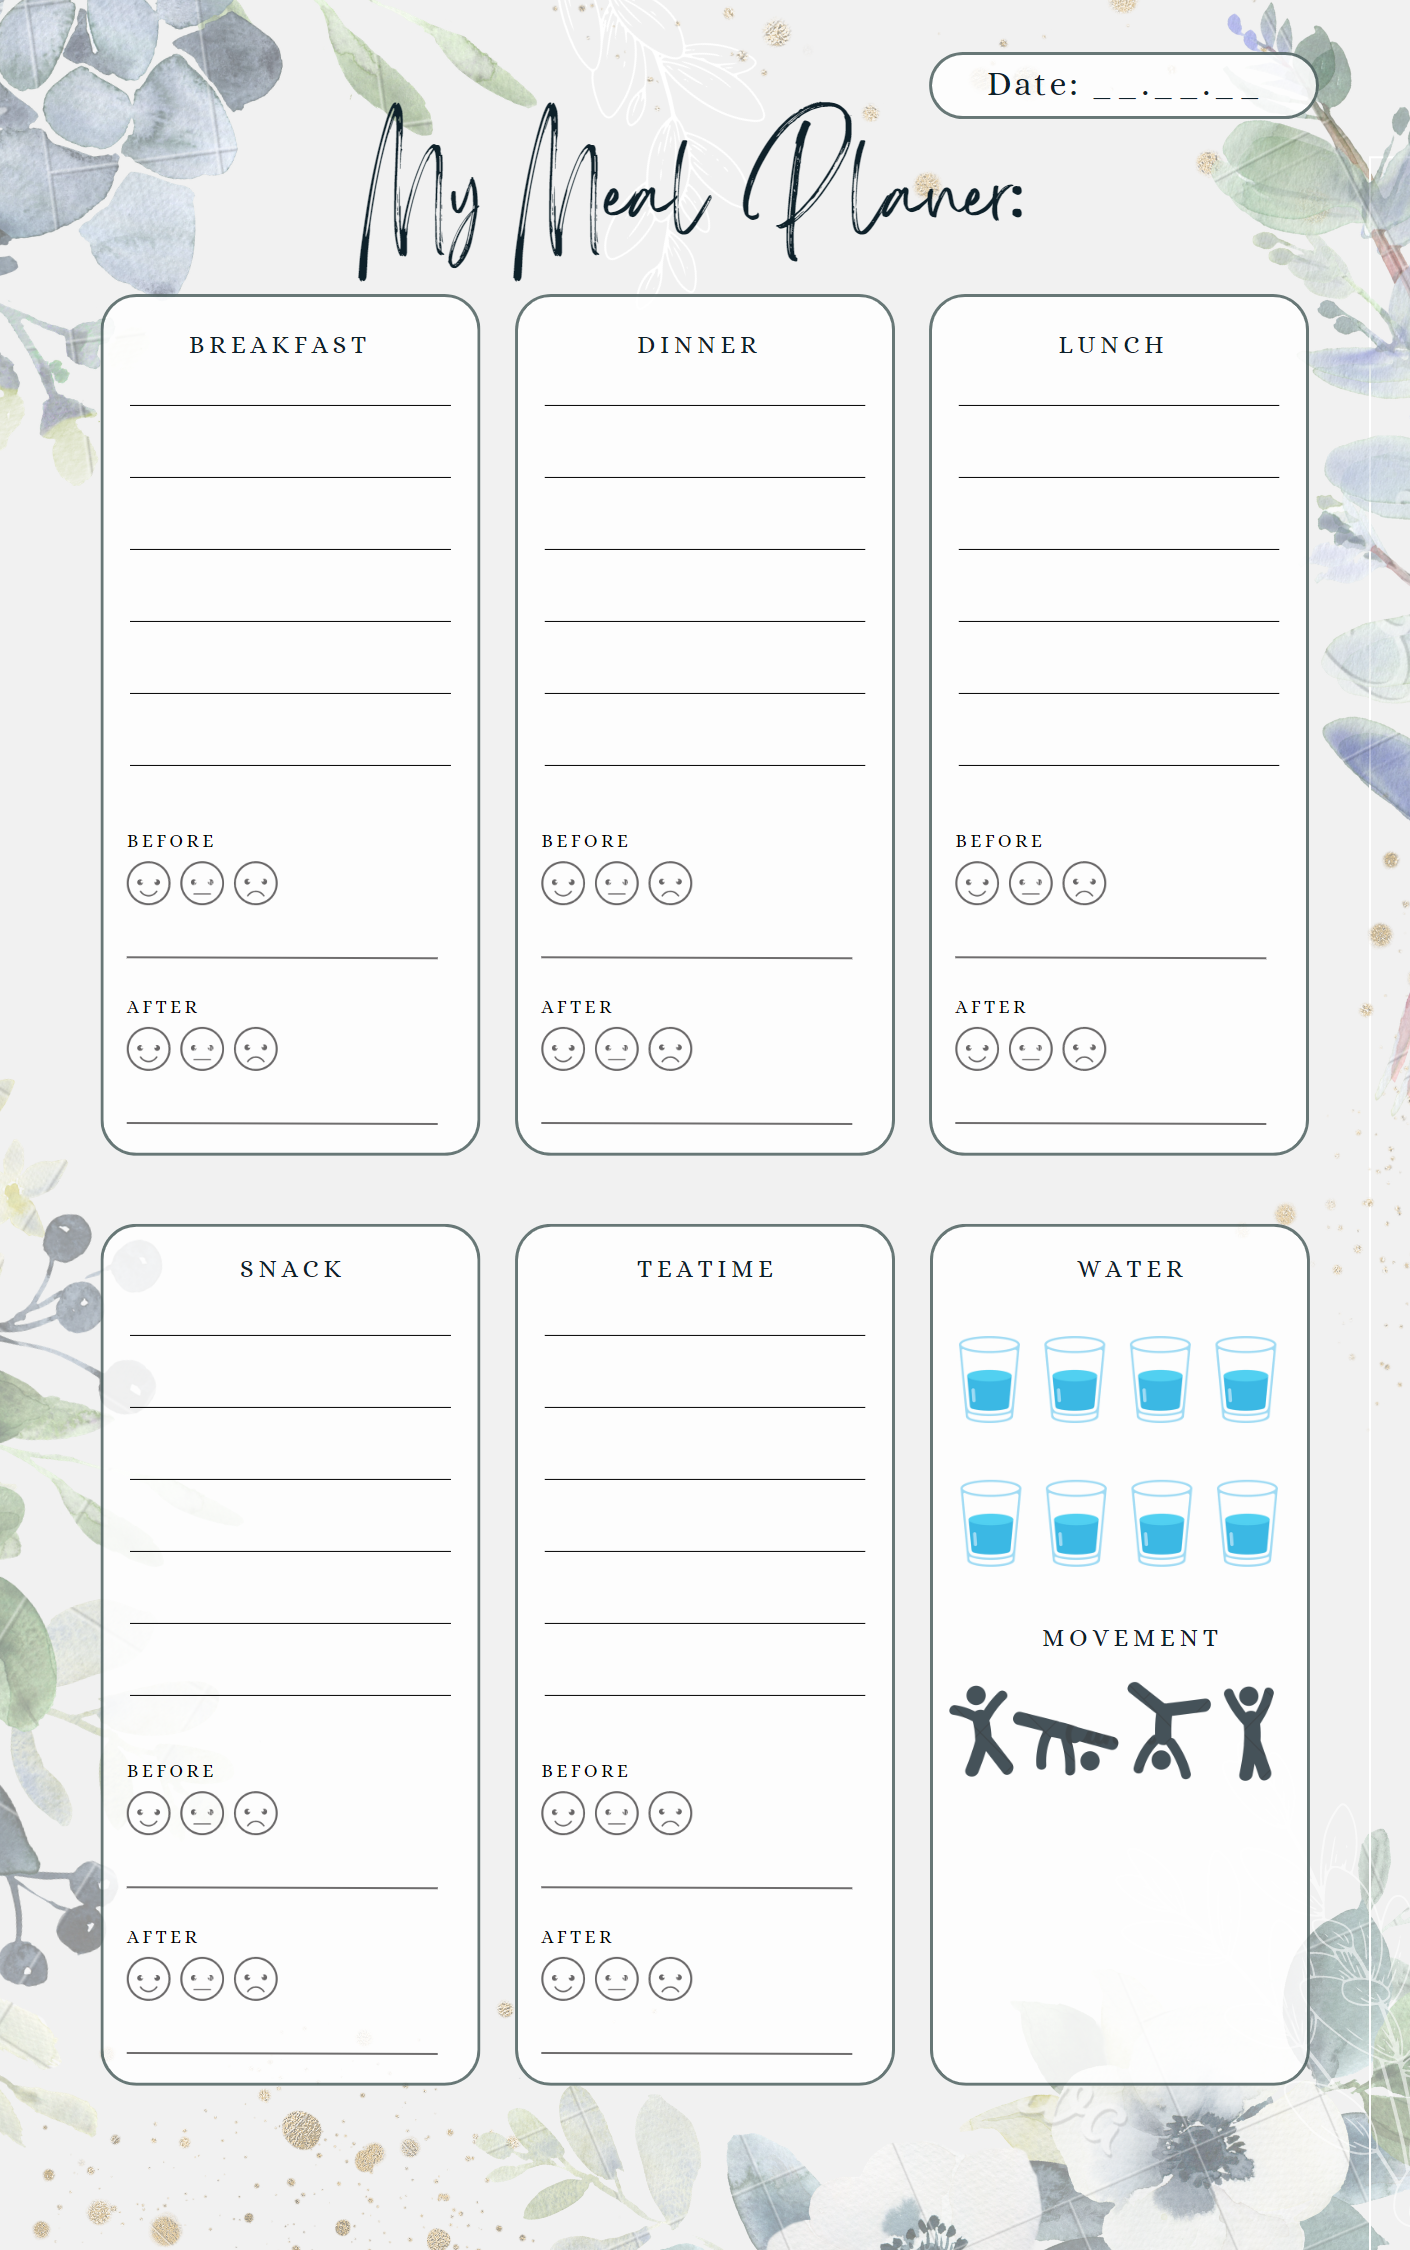 Date: __.__.__
My Meal Planer:
BREAKFAST
DINNER
LUNCH
BEFORE
BEFORE
BEFORE
AFTER
AFTER
AFTER
SNACK
TEATIME
WATER
MOVEMENT
BEFORE
BEFORE
AFTER
AFTER